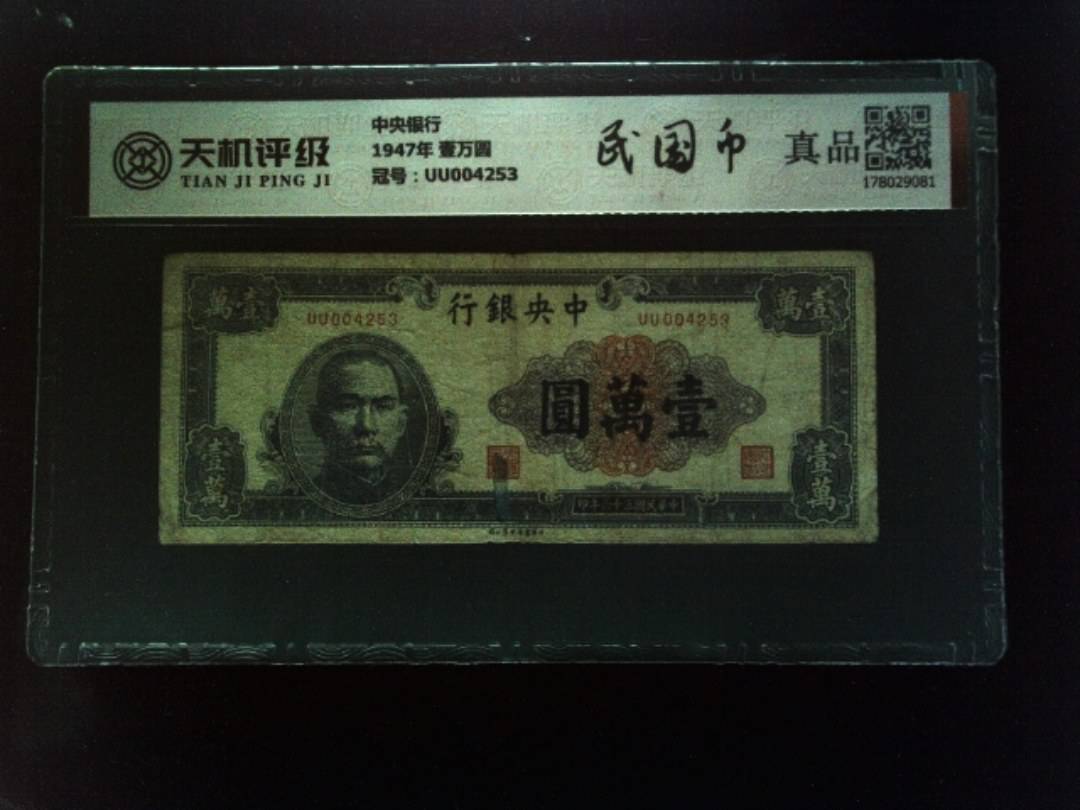 天机评级
TIAN JI PING JI
中央银行
1947年 壹万圆
冠号：UU004253
民国币
真品
178029081
行銀央中
壹萬
壹萬
UU004253
UU004253
圓萬壹
壹萬
壹萬